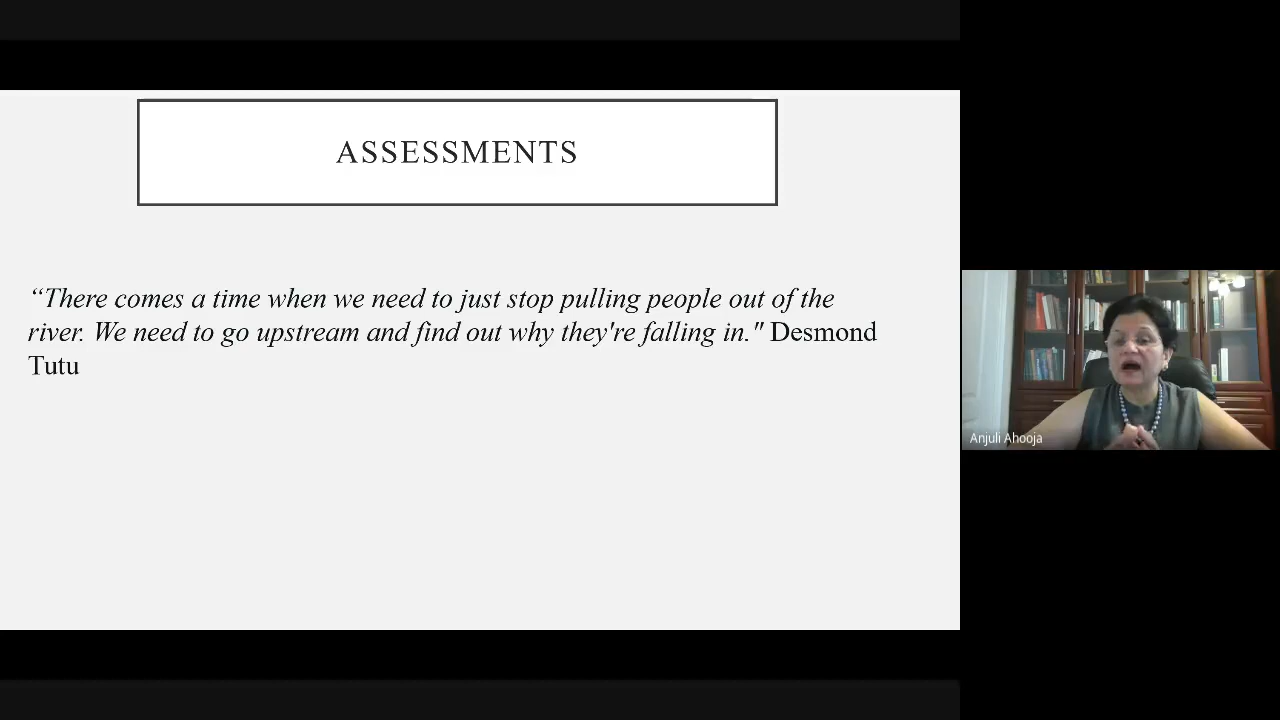 ASSESSMENTS
“There comes a time when we need to just stop pulling people out of the
river. We need to go upstream and find out why they're falling in." Desmond
Tutu
Anjuli Ahooja